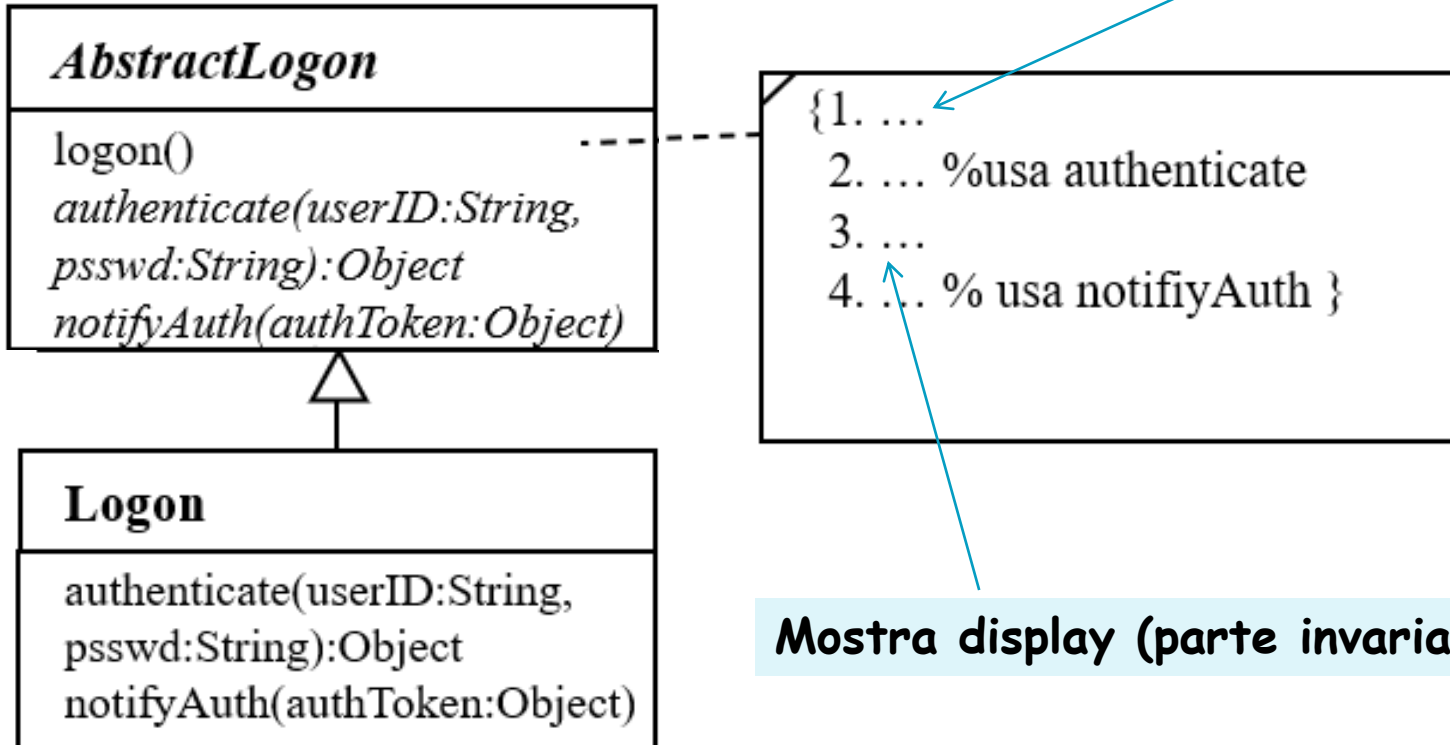 AbstractLogon
logon()
authenticate(userID:String,
psswd:String):Object
notifyAuth(authToken:Object)
{1. …
2. … %usa authenticate
3. …
4. … % usa notifiyAuth }
Logon
authenticate(userID:String,
psswd:String):Object
notifyAuth(authToken:Object)
Mostra display (parte